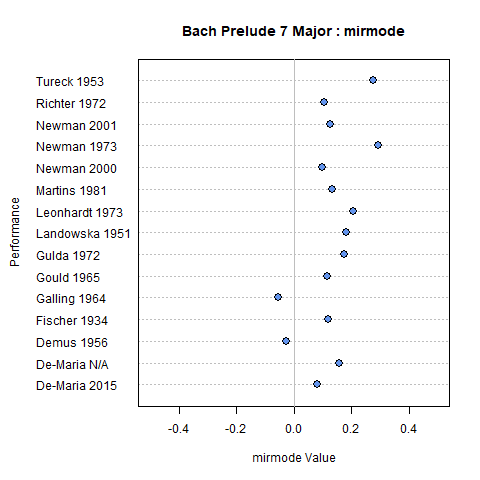 Bach Prelude 7 Major : mirmode
Performance
Tureck 1953
Richter 1972
Newman 2001
Newman 1973
Newman 2000
Martins 1981
Leonhardt 1973
Landowska 1951
Gulda 1972
Gould 1965
Galling 1964
Fischer 1934
Demus 1956
De-Maria N/A
De-Maria 2015
-0.4 -0.2 0.0 0.2 0.4
mirmode Value